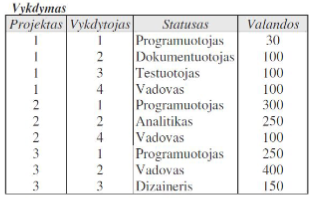 Vykdymas
Projektas Vykdytojas Statusas Valandos
1 1 Programuotojas 30
1 2 Dokumentuotojas 100
1 3 Testuotojas 100
1 4 Vadovas 100
2 1 Programuotojas 300
2 2 Analitikas 250
2 4 Vadovas 100
3 1 Programuotojas 250
3 2 Vadovas 400
3 3 Dizaineris 150